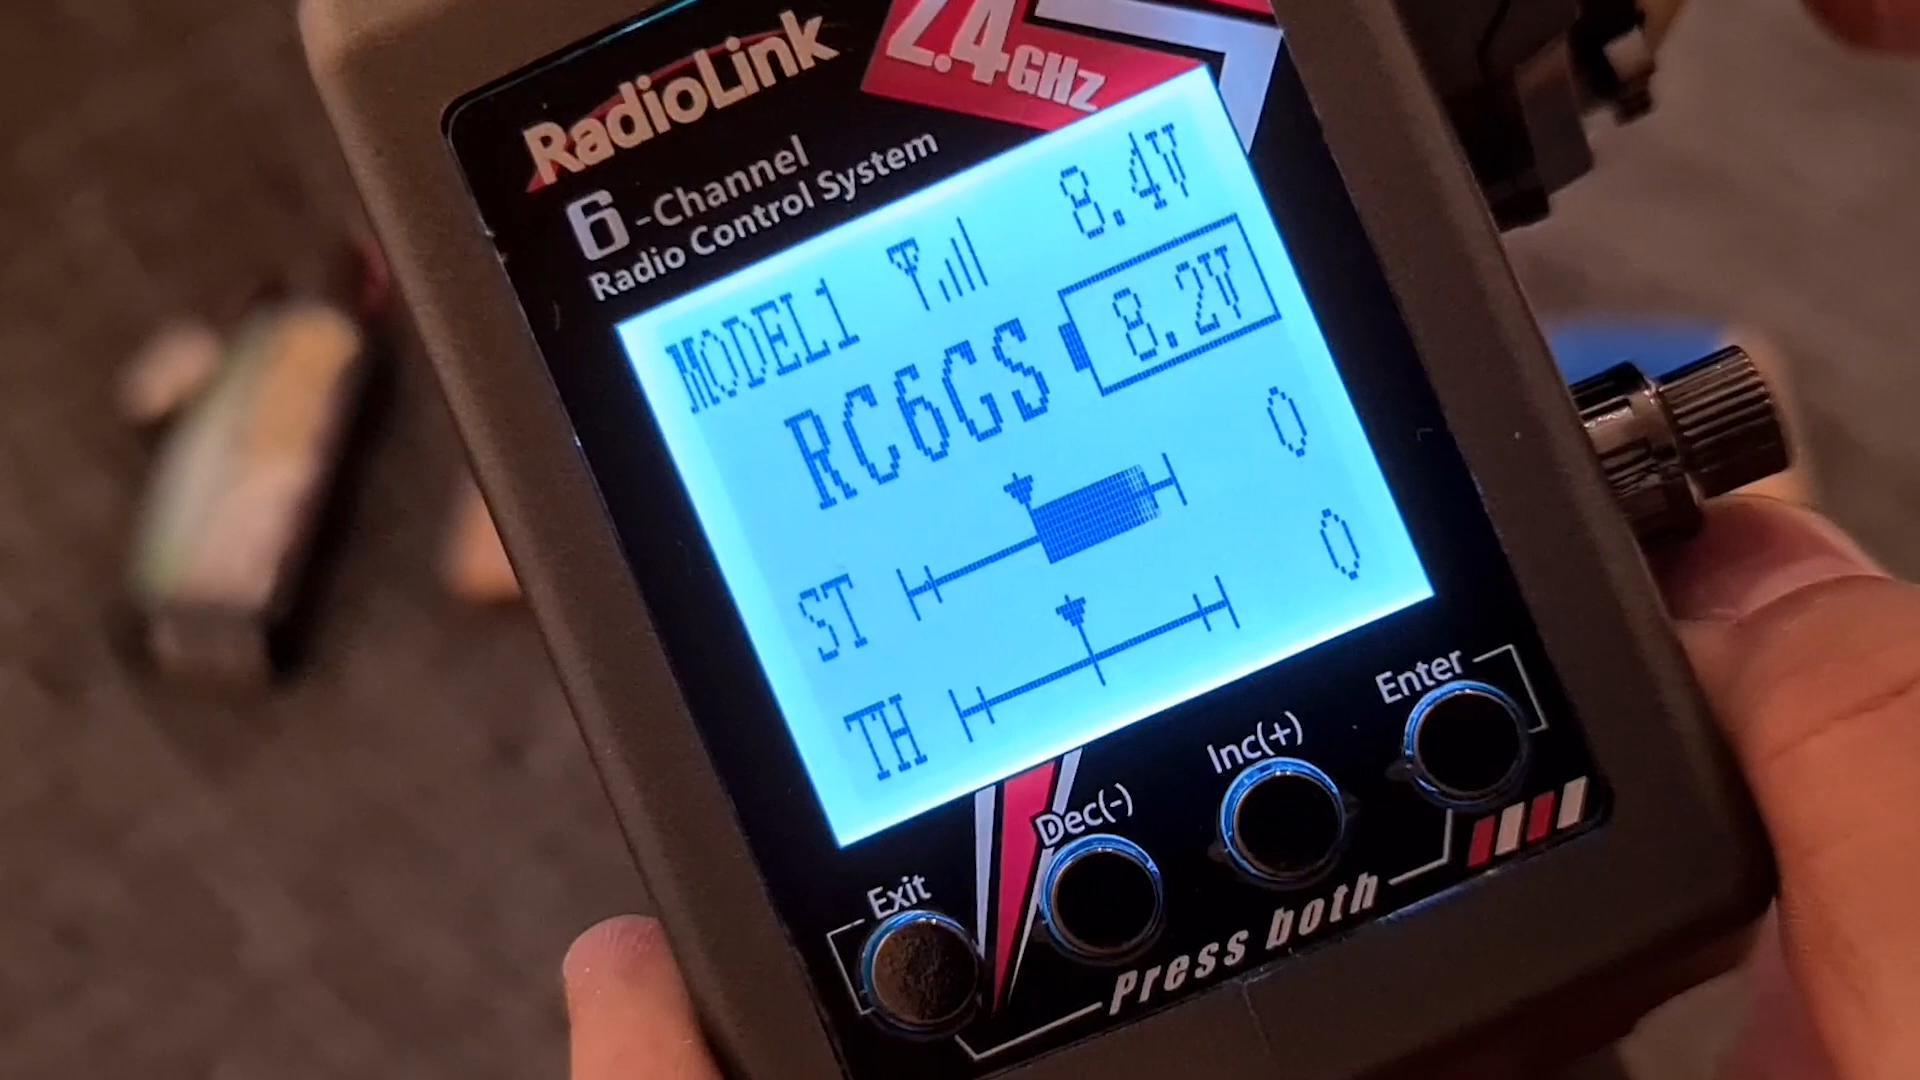 RadioLink
2.4GHz
6-Channel
Radio Control System
MODEL1 8.4V
RC6GS 8.2V
ST 0
TH 0
Exit Dec(-) Inc(+) Enter
Press both